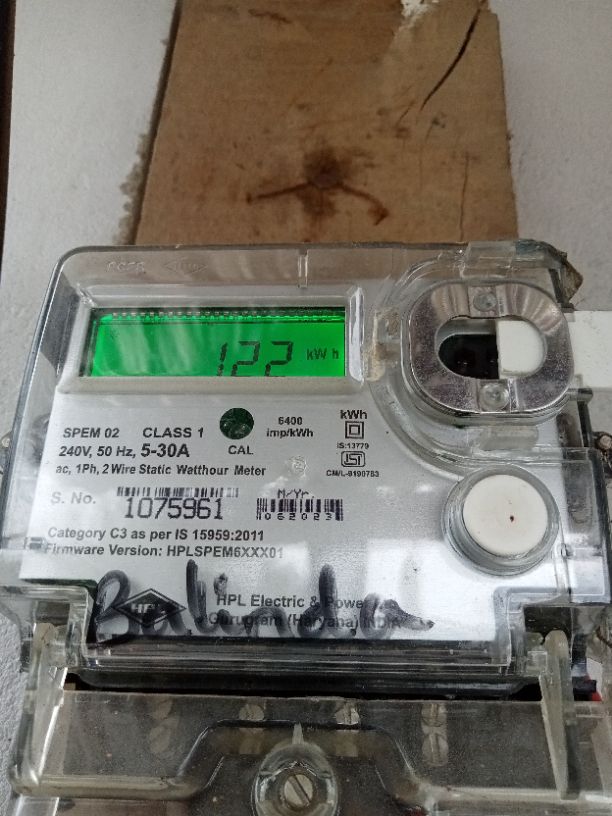 122 kWh
SPEM 02 CLASS 1
6400
imp/kWh
kWh
240V, 50 Hz, 5-30A
CAL
IS:13779
ac, 1Ph, 2 Wire Static Watthour Meter
CM/L-9190783
S. No. 1075961
M/Yr.
062023
Category C3 as per IS 15959:2011
Firmware Version: HPLSPEM6XXX01
HPL
HPL Electric & Power
Gurugram (Haryana) INDIA